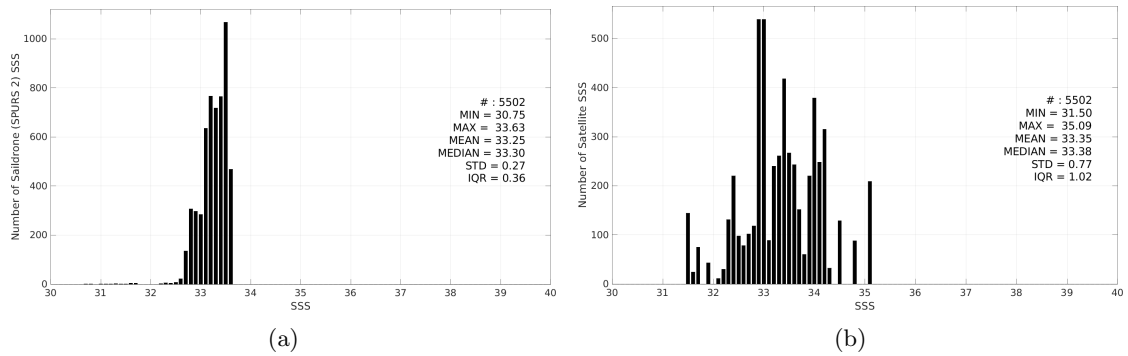 Number of Saildrone (SPURS 2) SSS
1000
800
600
400
200
0
30 31 32 33 34 35 36 37 38 39 40
SSS
# : 5502
MIN = 30.75
MAX = 33.63
MEAN = 33.25
MEDIAN = 33.30
STD = 0.27
IQR = 0.36
(a)
Number of Satellite SSS
500
400
300
200
100
0
30 31 32 33 34 35 36 37 38 39 40
SSS
# : 5502
MIN = 31.50
MAX = 35.09
MEAN = 33.35
MEDIAN = 33.38
STD = 0.77
IQR = 1.02
(b)